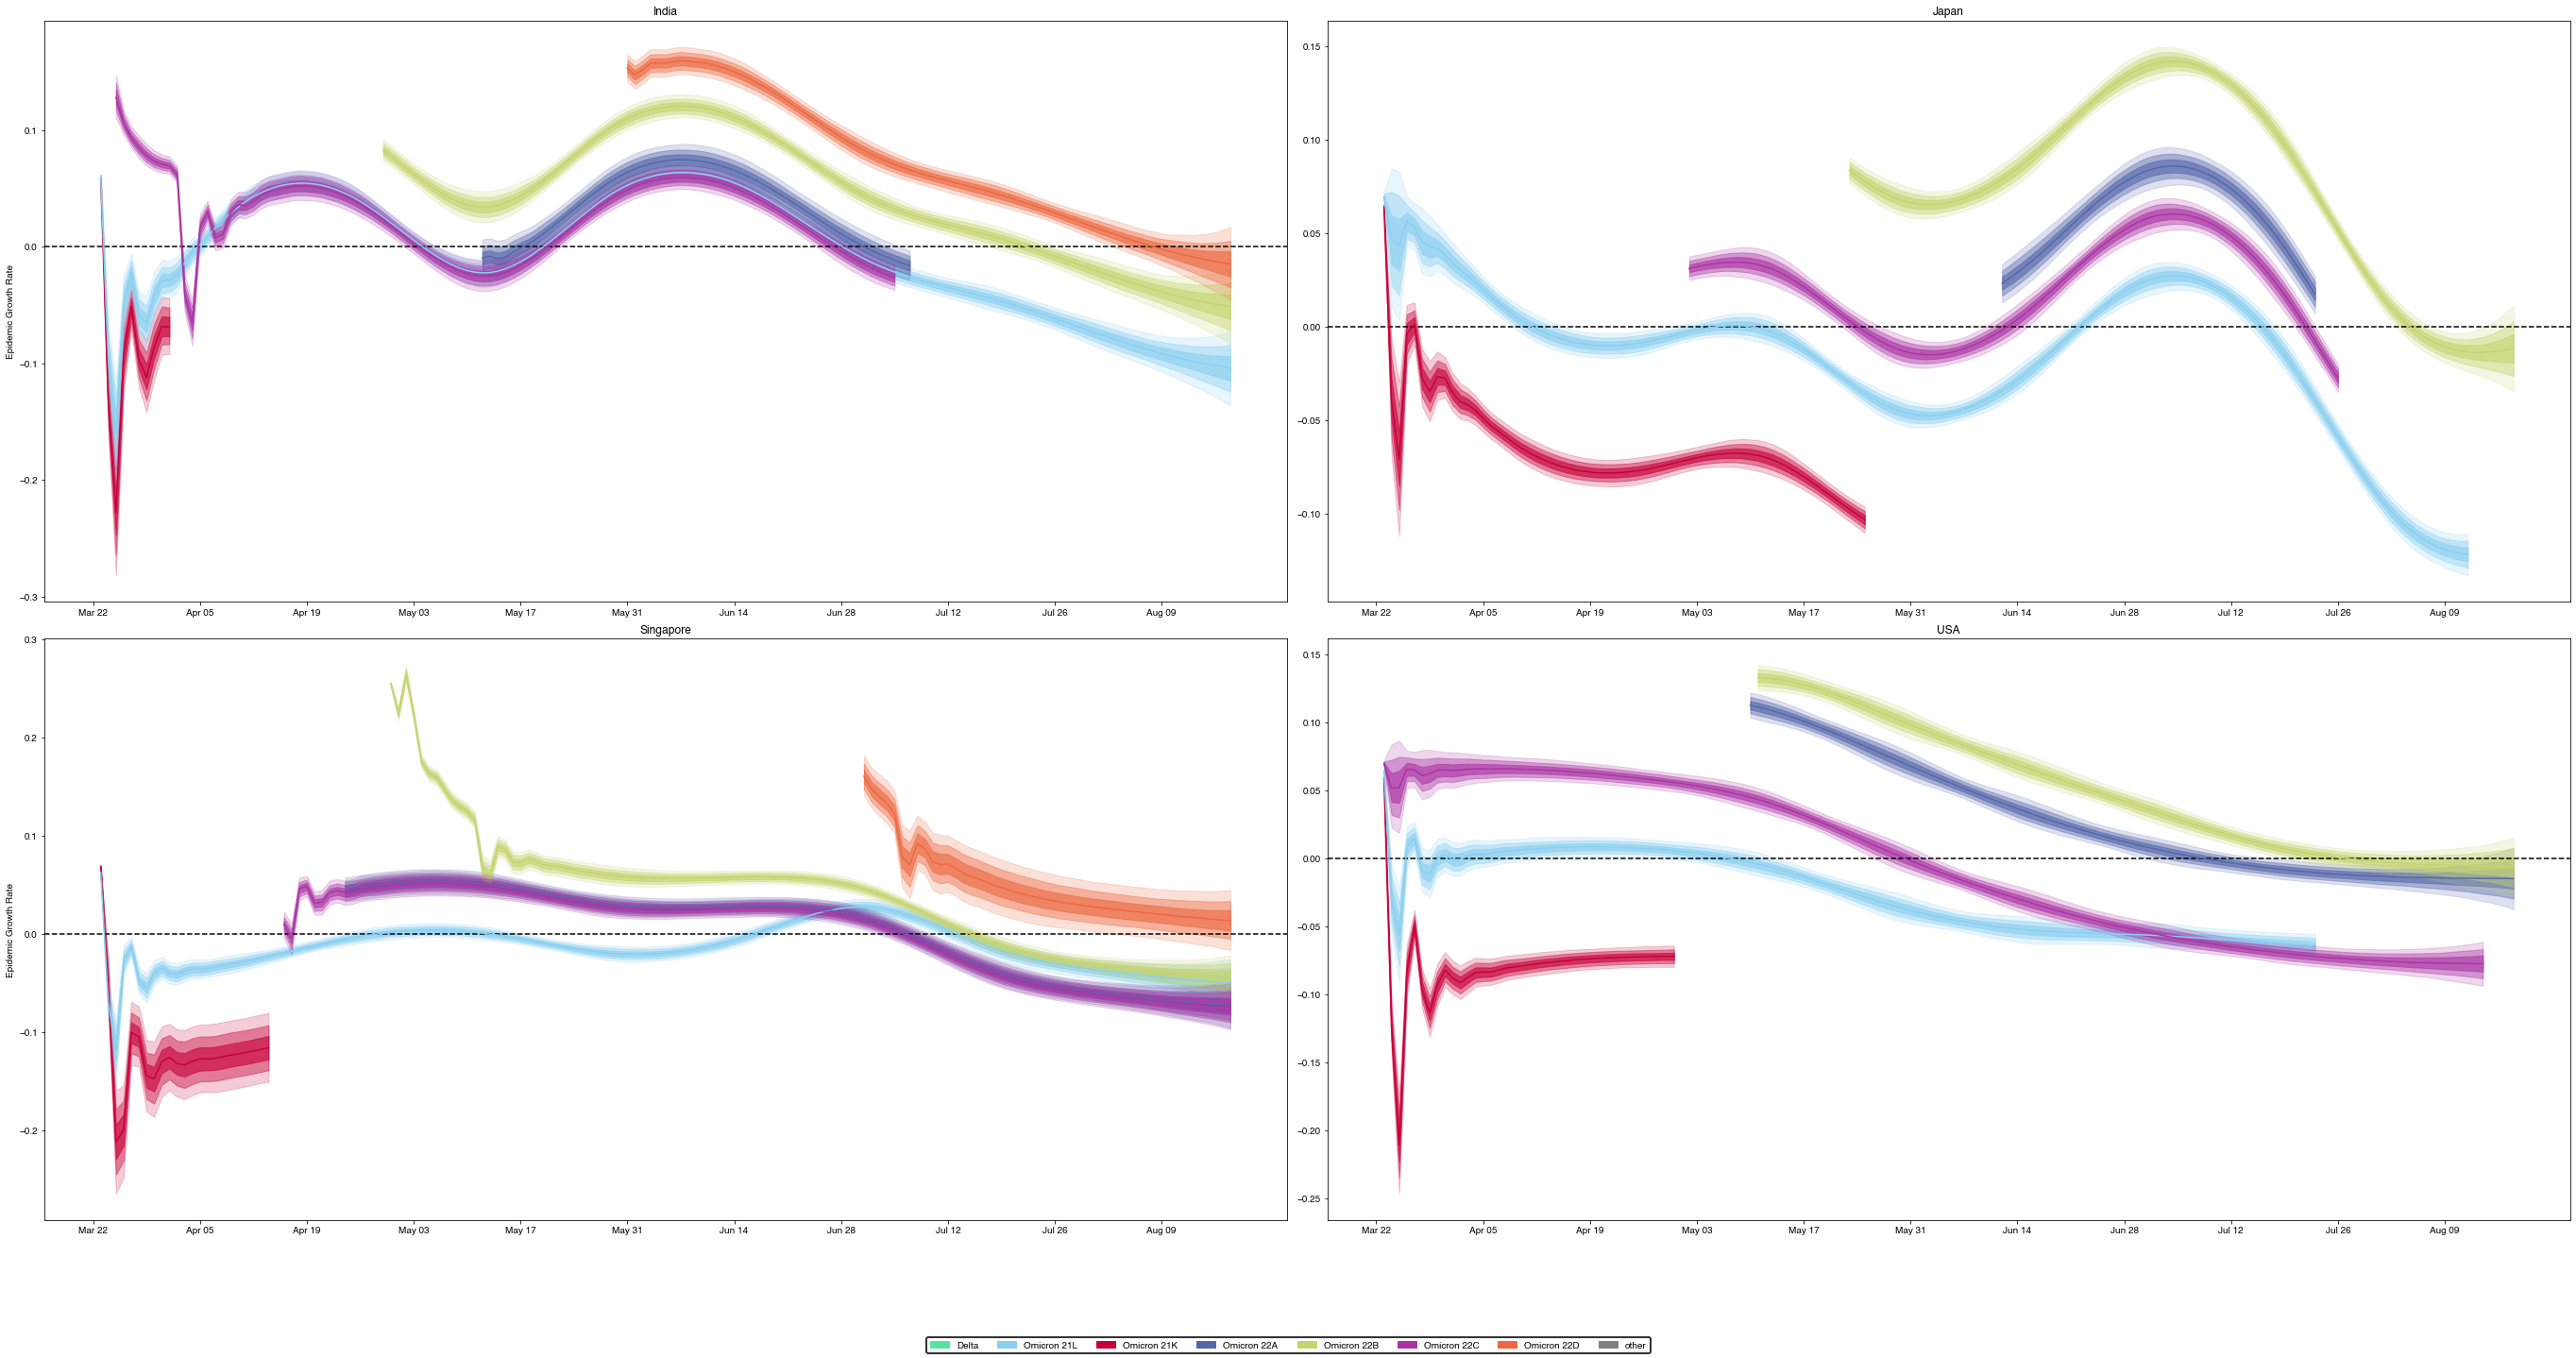 India
Japan
Epidemic Growth Rate
0.1
0.0
−0.1
−0.2
−0.3
Mar 22 Apr 05 Apr 19 May 03 May 17 May 31 Jun 14 Jun 28 Jul 12 Jul 26 Aug 09
0.15
0.10
0.05
0.00
−0.05
−0.10
Mar 22 Apr 05 Apr 19 May 03 May 17 May 31 Jun 14 Jun 28 Jul 12 Jul 26 Aug 09
Singapore
USA
Epidemic Growth Rate
0.3
0.2
0.1
0.0
−0.1
−0.2
Mar 22 Apr 05 Apr 19 May 03 May 17 May 31 Jun 14 Jun 28 Jul 12 Jul 26 Aug 09
0.15
0.10
0.05
0.00
−0.05
−0.10
−0.15
−0.20
−0.25
Mar 22 Apr 05 Apr 19 May 03 May 17 May 31 Jun 14 Jun 28 Jul 12 Jul 26 Aug 09
Delta Omicron 21L Omicron 21K Omicron 22A Omicron 22B Omicron 22C Omicron 22D other